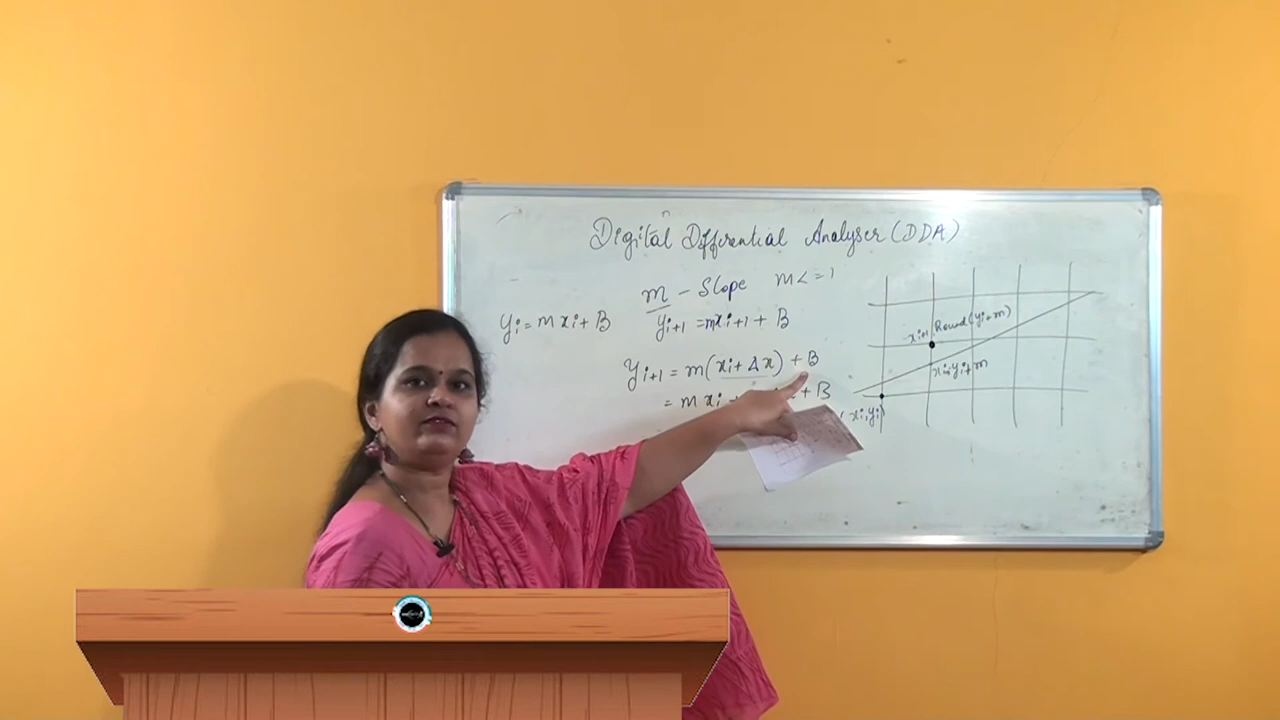 Digital Differential Analyser (DDA)
m - Slope m<=1
yi = mxi + B yi+1 = mxi+1 + B
yi+1 = m(xi + Δx) + B
= m xi + B
xi+1 Round(yi+m)
xi, yi+m
(xi, yi)